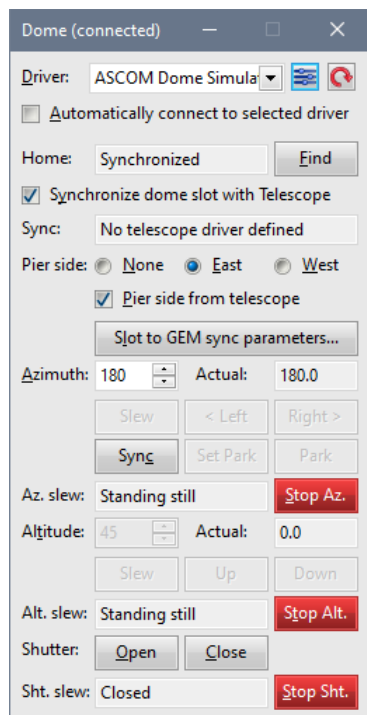 Dome (connected)
Driver: ASCOM Dome Simula
Automatically connect to selected driver
Home: Synchronized Find
Synchronize dome slot with Telescope
Sync: No telescope driver defined
Pier side: None East West
Pier side from telescope
Slot to GEM sync parameters...
Azimuth: 180 Actual: 180.0
Slew < Left Right >
Sync Set Park Park
Az. slew: Standing still Stop Az.
Altitude: 45 Actual: 0.0
Slew Up Down
Alt. slew: Standing still Stop Alt.
Shutter: Open Close
Sht. slew: Closed Stop Sht.